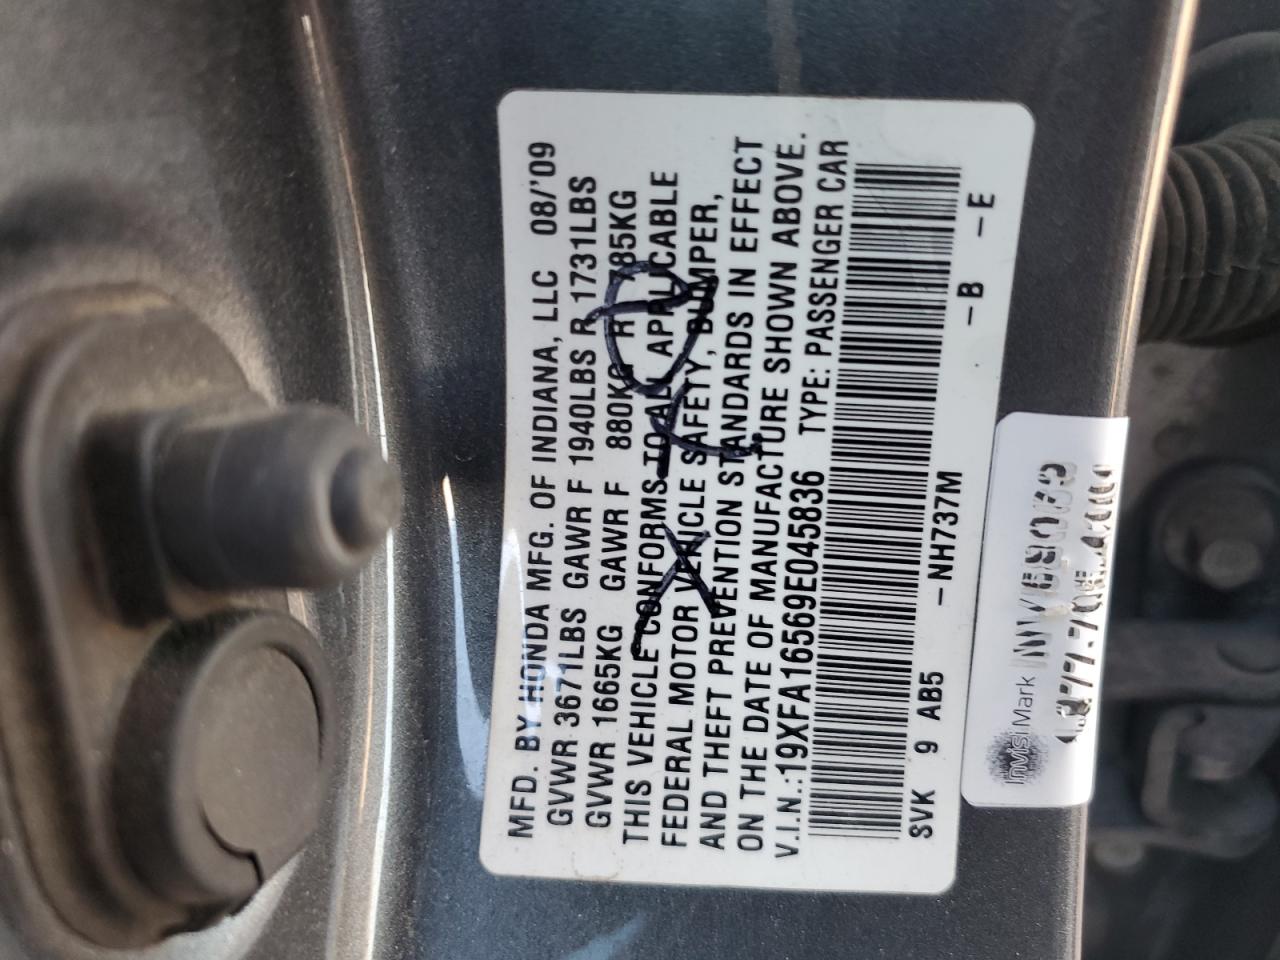 MFD. BY HONDA MFG. OF INDIANA, LLC 08/'09
GVWR 3671LBS GAWR F 1940LBS R 1731LBS
GVWR 1665KG GAWR F 880KG R 785KG
THIS VEHICLE CONFORMS TO ALL APPLICABLE
FEDERAL MOTOR VEHICLE SAFETY, BUMPER,
AND THEFT PREVENTION STANDARDS IN EFFECT
ON THE DATE OF MANUFACTURE SHOWN ABOVE.
V.I.N.:19XFA16569E045836 TYPE: PASSENGER CAR
SVK 9 AB5 -NH737M -B -E
InvisiMark